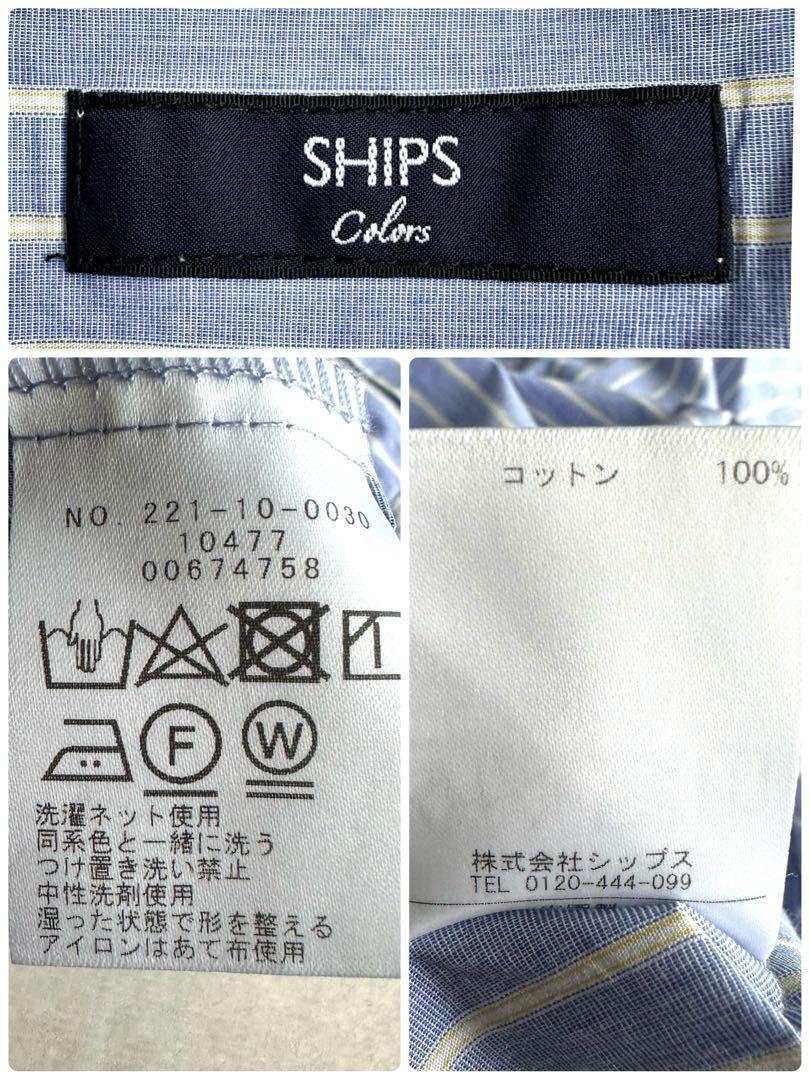 SHIPS
Colors
NO. 221-10-0030
10477
00674758
F
W
洗濯ネット使用
同系色と一緒に洗う
つけ置き洗い禁止
中性洗剤使用
湿った状態で形を整える
アイロンはあて布使用
コットン 100%
株式会社シップス
TEL 0120-444-099